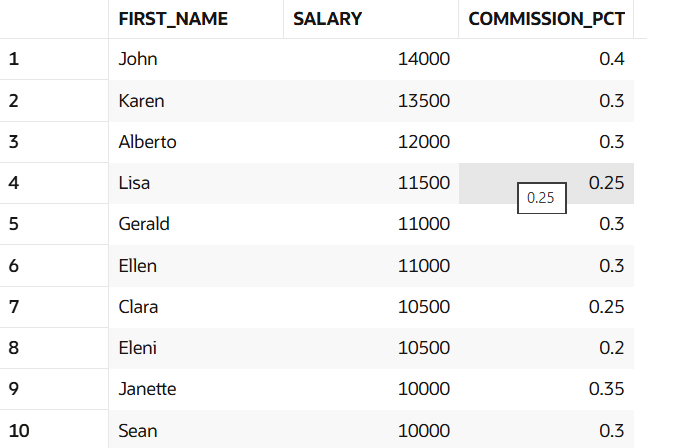 FIRST_NAME SALARY COMMISSION_PCT
1 John 14000 0.4
2 Karen 13500 0.3
3 Alberto 12000 0.3
4 Lisa 11500 0.25
0.25
5 Gerald 11000 0.3
6 Ellen 11000 0.3
7 Clara 10500 0.25
8 Eleni 10500 0.2
9 Janette 10000 0.35
10 Sean 10000 0.3